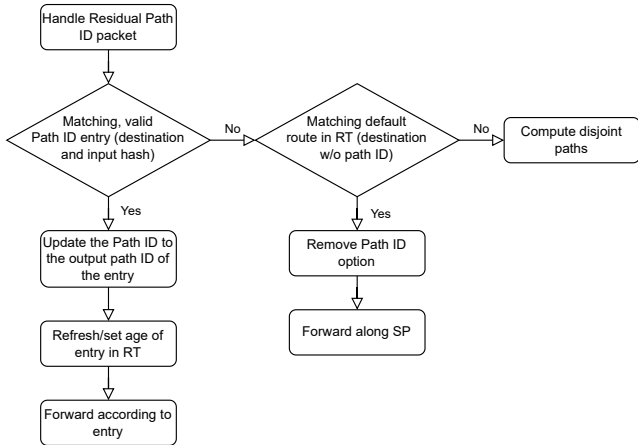 Handle Residual Path
ID packet
Matching, valid
Path ID entry (destination
and input hash)
No
Matching default
route in RT (destination
w/o path ID)
No
Compute disjoint
paths
Yes
Yes
Update the Path ID to
the output path ID of
the entry
Remove Path ID
option
Refresh/set age of
entry in RT
Forward along SP
Forward according to
entry